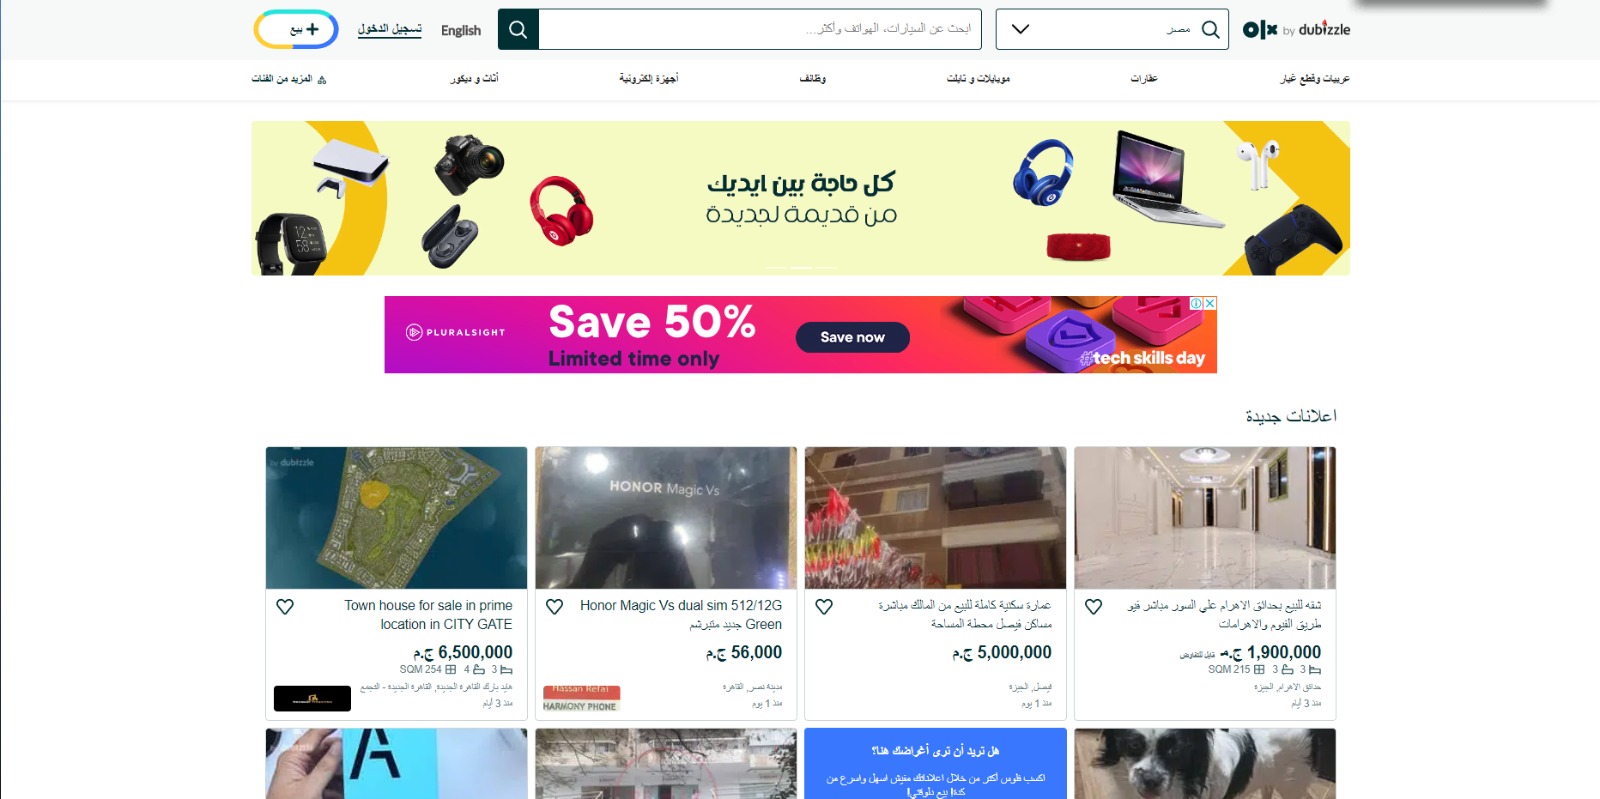 olx by dubizzle
مصر
ابحث عن السيارات، الهواتف وأكثر...
English
تسجيل الدخول
+ بيع
عربيات وقطع غيار
عقارات
موبايلات و تابلت
وظائف
أجهزة إلكترونية
أثاث و ديكور
المزيد من الفئات
كل حاجة بين ايديك
من قديمة لجديدة
PLURALSIGHT
Save 50%
Limited time only
Save now
#tech skills day
اعلانات جديدة
شقه للبيع بحدائق الاهرام علي السور مباشر فيو
طريق الفيوم والاهرامات
1,900,000 ج.م قابل للتفاوض
3 3 215 SQM
حدائق الاهرام, الجيزة
منذ 3 أيام
عمارة سكنية كاملة للبيع من المالك مباشرة
مساكن فيصل محطة المساحة
5,000,000 ج.م
فيصل, الجيزة
منذ 1 يوم
HONOR Magic Vs
Honor Magic Vs dual sim 512/12G
Green جديد متبرشم
56,000 ج.م
مدينة نصر, القاهرة
منذ 1 يوم
Hassan Refai
HARMONY PHONE
by dubizzle
Town house for sale in prime
location in CITY GATE
6,500,000 ج.م
3 4 254 SQM
هايد بارك القاهرة الجديدة, القاهرة الجديدة - التجمع
منذ 3 أيام
هل تريد أن ترى أغراضك هنا؟
اكسب فلوس أكتر من خلال اعلاناتك مفيش اسهل واسرع من
كدة! بيع دلوقتي!
A